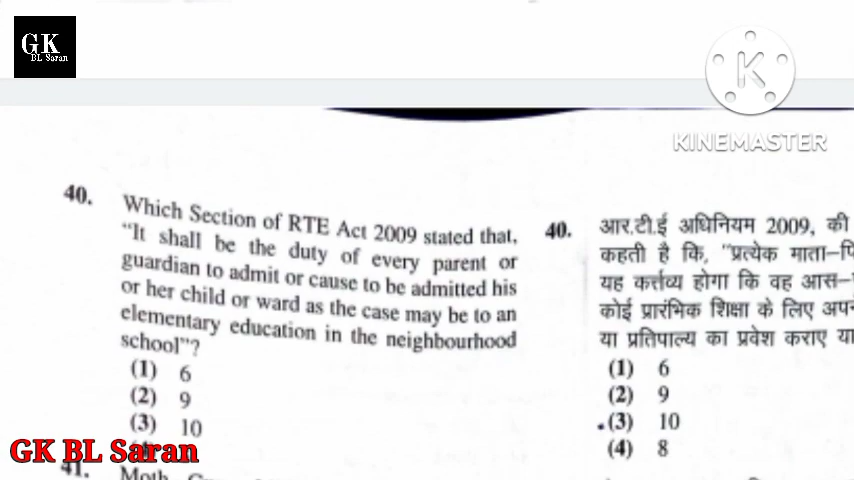 GK
BL Saran
K
KINEMASTER
40.
Which Section of RTE Act 2009 stated that,
"It shall be the duty of every parent or
guardian to admit or cause to be admitted his
or her child or ward as the case may be to an
elementary education in the neighbourhood
school"?
(1) 6
(2) 9
(3) 10
40.
आर.टी.ई अधिनियम 2009, की
कहती है कि, "प्रत्येक माता–पि
यह कर्त्तव्य होगा कि वह आस–
कोई प्रारंभिक शिक्षा के लिए अपन
या प्रतिपाल्य का प्रवेश कराए या
(1) 6
(2) 9
(3) 10
(4) 8
GK BL Saran
41.
Moth